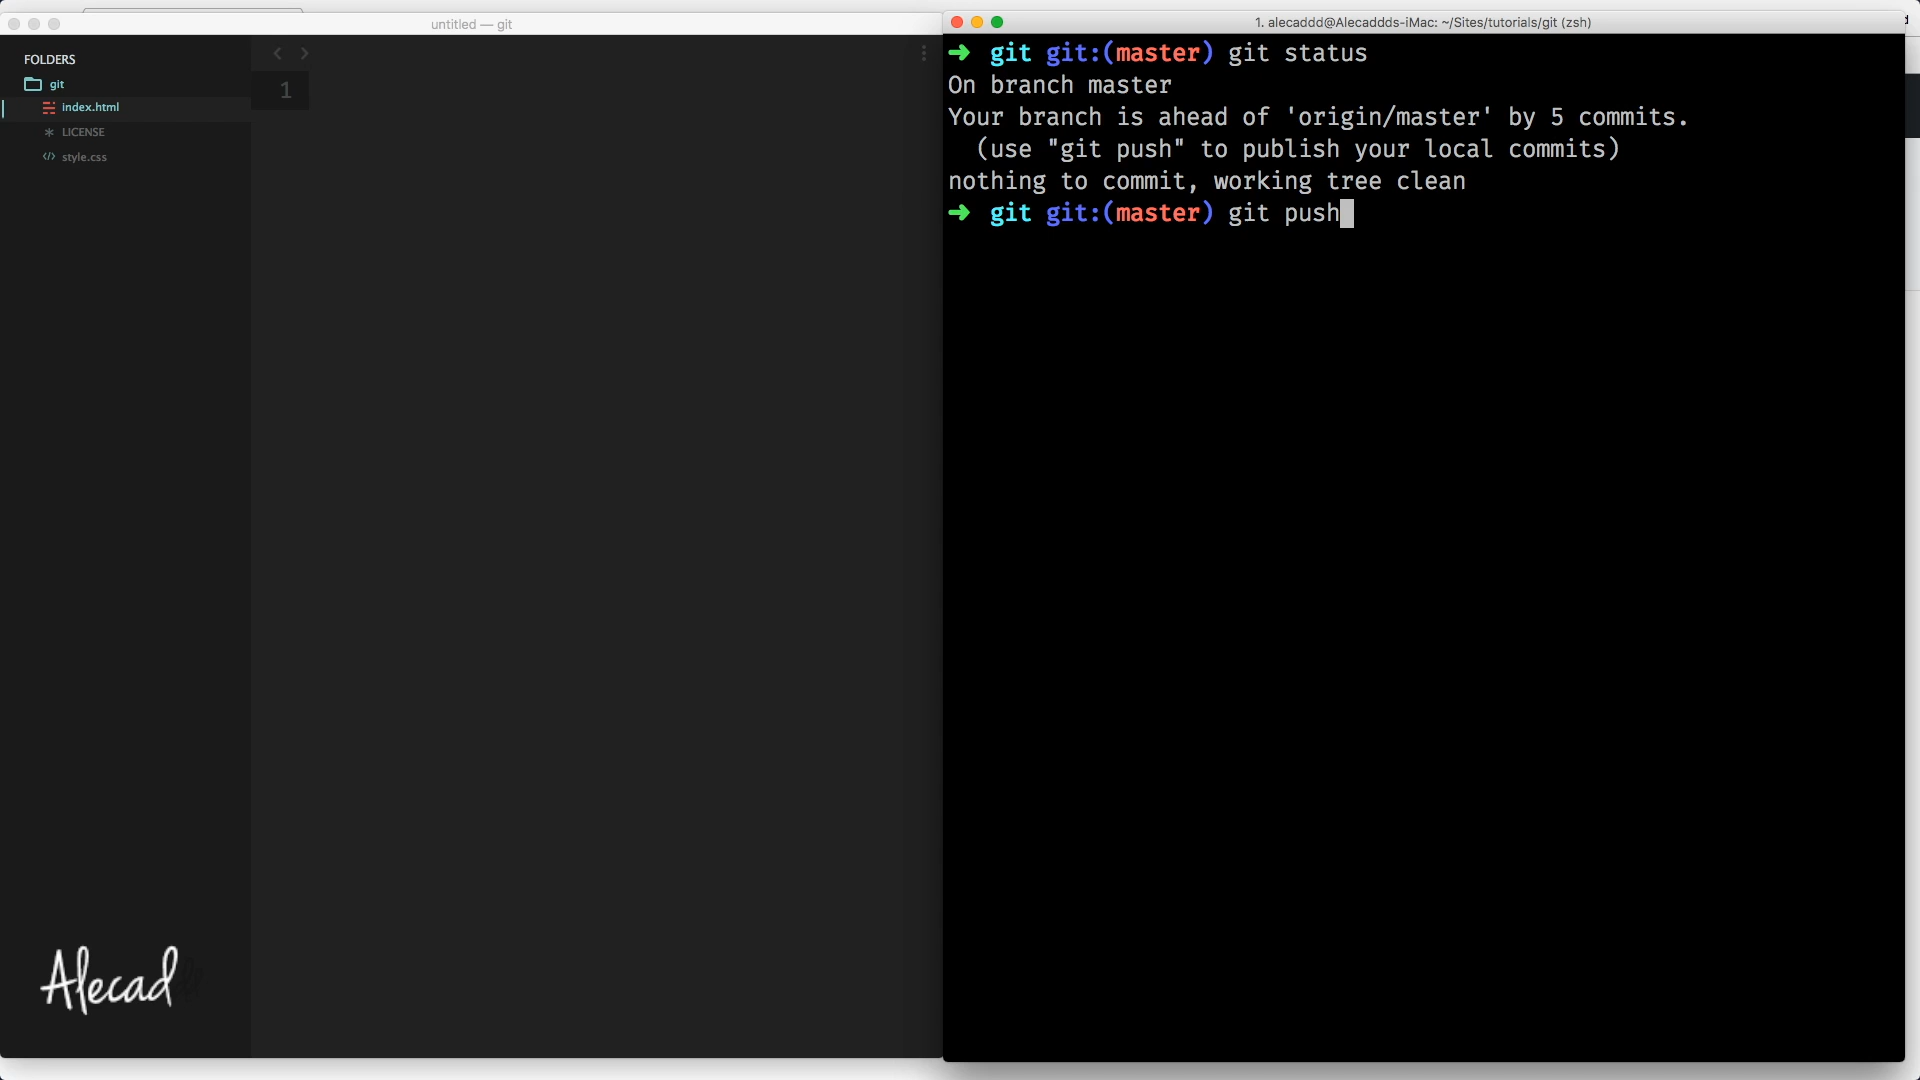 untitled — git
FOLDERS
git
index.html
LICENSE
style.css
1
Alecad
1. alecaddd@Alecaddds-iMac: ~/Sites/tutorials/git (zsh)
➜ git git:(master) git status
On branch master
Your branch is ahead of 'origin/master' by 5 commits.
(use "git push" to publish your local commits)
nothing to commit, working tree clean
➜ git git:(master) git push